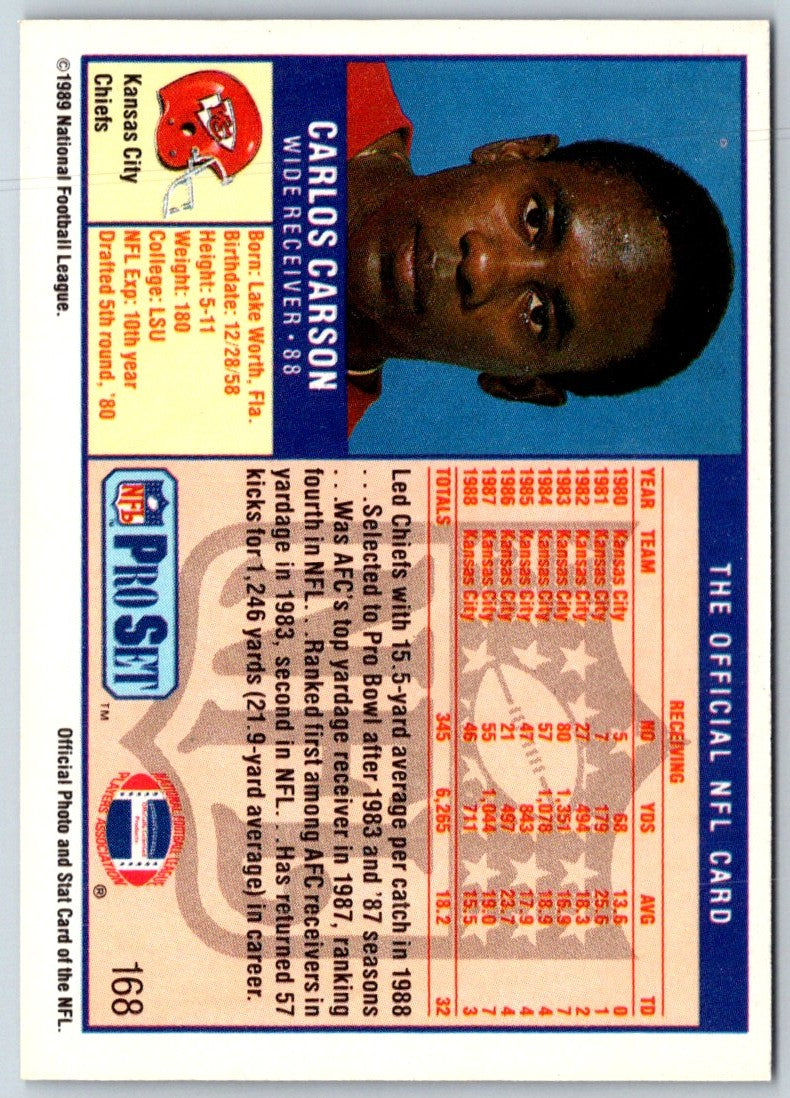 THE OFFICIAL NFL CARD
CARLOS CARSON
WIDE RECEIVER • 88
Kansas City
Chiefs
Born: Lake Worth, Fla.
Birthdate: 12/28/58
Height: 5-11
Weight: 180
College: LSU
NFL Exp: 10th year
Drafted 5th round, '80
RECEIVING
YEAR TEAM NO YDS AVG TD
1980 Kansas City 5 68 13.6 0
1981 Kansas City 7 179 25.6 1
1982 Kansas City 27 494 18.3 2
1983 Kansas City 80 1,351 16.9 7
1984 Kansas City 57 1,078 18.9 4
1985 Kansas City 47 843 17.9 4
1986 Kansas City 21 497 23.7 4
1987 Kansas City 55 1,044 19.0 7
1988 Kansas City 46 711 15.5 3
TOTALS 345 6,265 18.2 32
Led Chiefs with 15.5-yard average per catch in 1988
. . .Selected to Pro Bowl after 1983 and '87 seasons
. . .Was AFC's top yardage receiver in 1987, ranking
fourth in NFL. . .Ranked first among AFC receivers in
yardage in 1983, second in NFL. . .Has returned 57
kicks for 1,246 yards (21.9-yard average) in career.
NFL PRO SET ™
NATIONAL FOOTBALL LEAGUE
PLAYERS ASSOCIATION ®
168
©1989 National Football League.
Official Photo and Stat Card of the NFL.